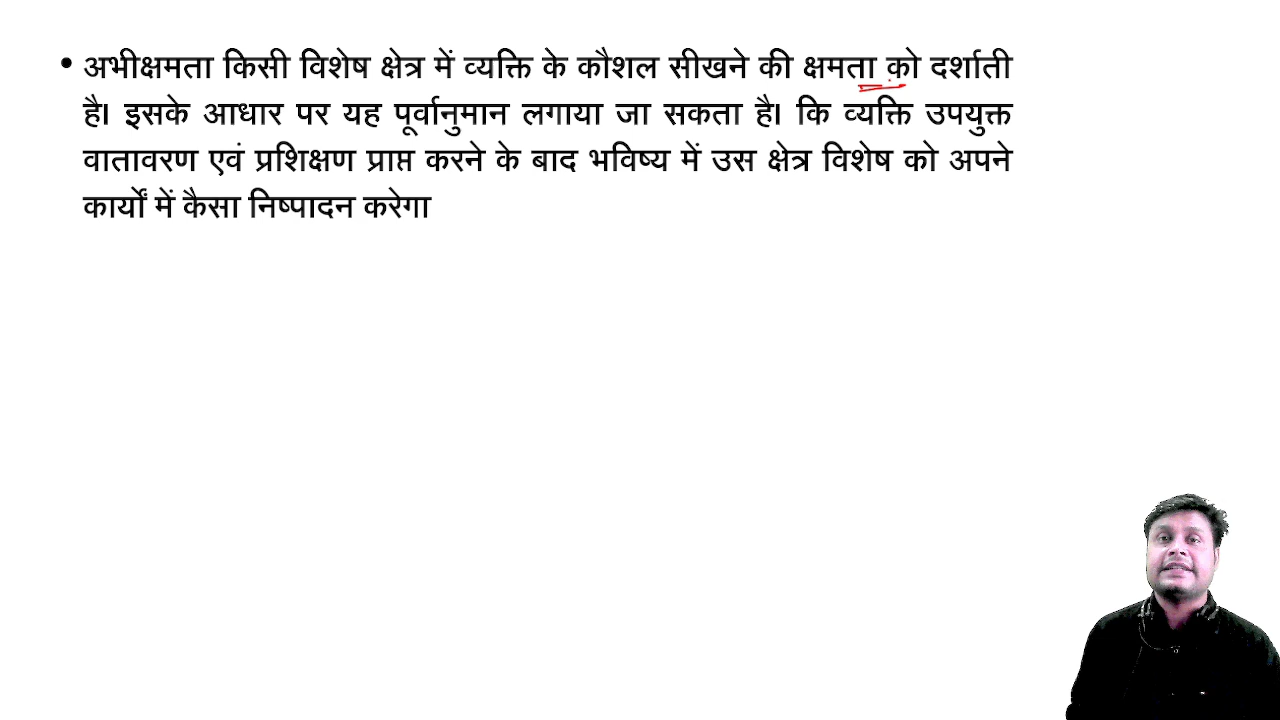 • अभीक्षमता किसी विशेष क्षेत्र में व्यक्ति के कौशल सीखने की क्षमता को दर्शाती
है। इसके आधार पर यह पूर्वानुमान लगाया जा सकता है। कि व्यक्ति उपयुक्त
वातावरण एवं प्रशिक्षण प्राप्त करने के बाद भविष्य में उस क्षेत्र विशेष को अपने
कार्यों में कैसा निष्पादन करेगा